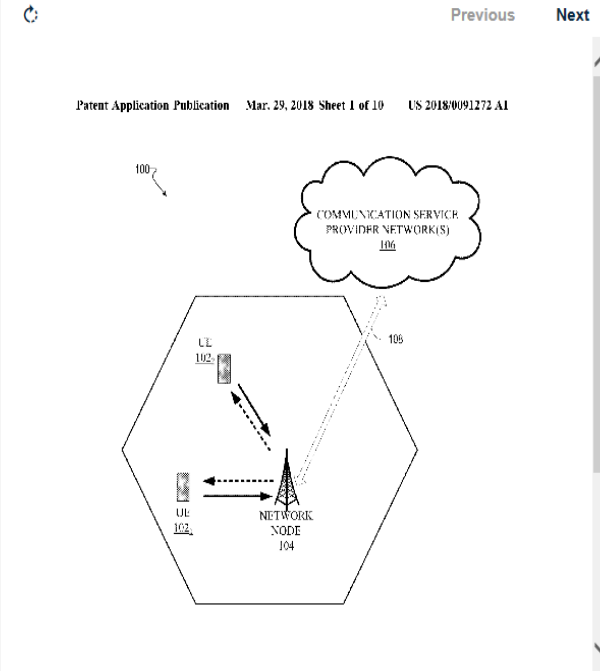 Previous Next
Patent Application Publication Mar. 29, 2018 Sheet 1 of 10 US 2018/0091272 A1
100
COMMUNICATION SERVICE
PROVIDER NETWORK(S)
106
108
UE
102
UE
102
NETWORK
NODE
104